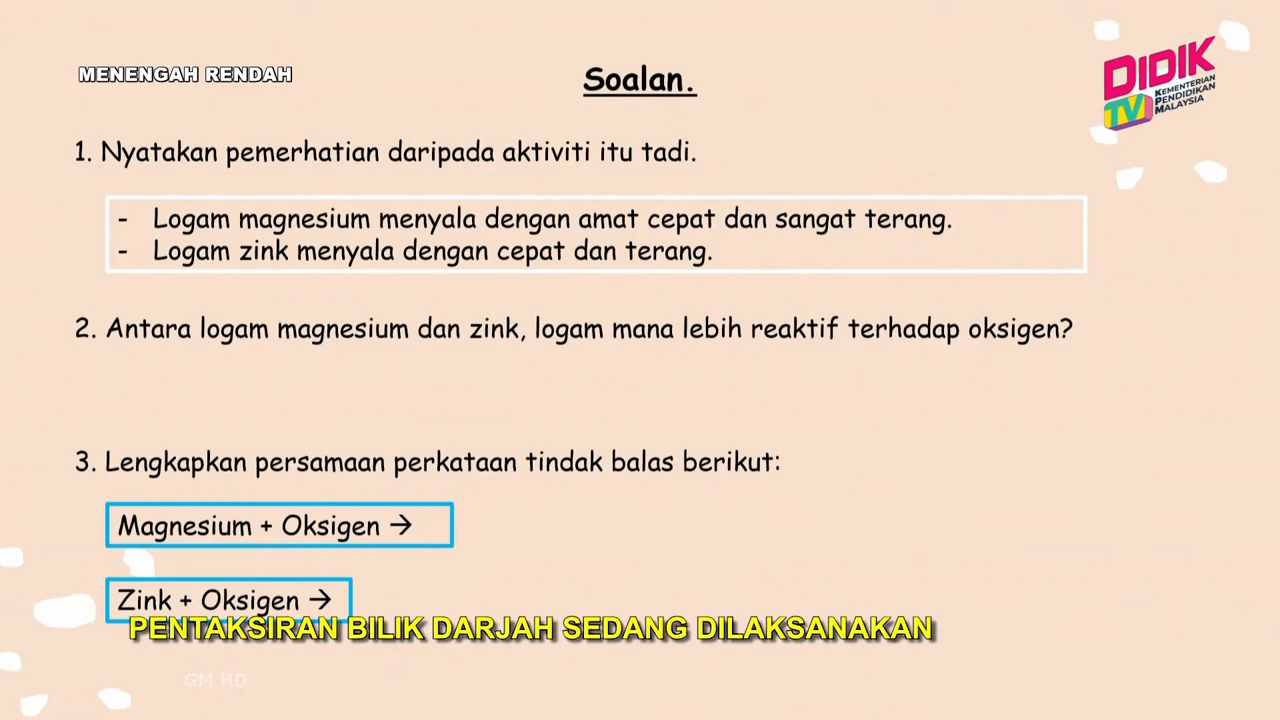 MENENGAH RENDAH
Soalan.
DIDIK
TV
KEMENTERIAN
PENDIDIKAN
MALAYSIA
1. Nyatakan pemerhatian daripada aktiviti itu tadi.
- Logam magnesium menyala dengan amat cepat dan sangat terang.
- Logam zink menyala dengan cepat dan terang.
2. Antara logam magnesium dan zink, logam mana lebih reaktif terhadap oksigen?
3. Lengkapkan persamaan perkataan tindak balas berikut:
Magnesium + Oksigen →
Zink + Oksigen →
PENTAKSIRAN BILIK DARJAH SEDANG DILAKSANAKAN
GM HD